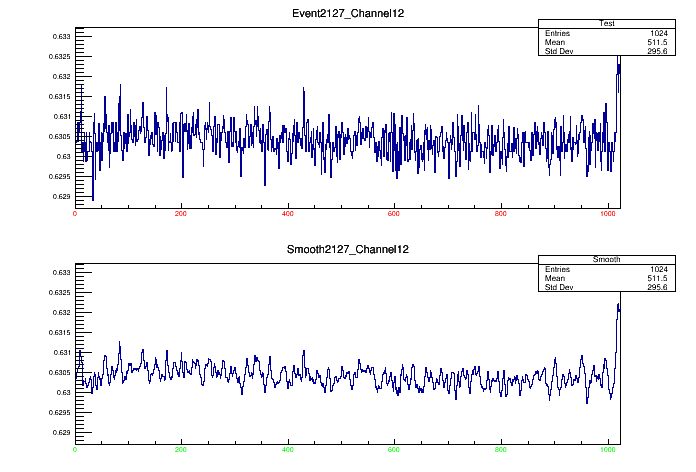 Event2127_Channel12
Test
Entries 1024
Mean 511.5
Std Dev 295.6
0.633
0.6325
0.632
0.6315
0.631
0.6305
0.63
0.6295
0.629
0 200 400 600 800 1000
Smooth2127_Channel12
Smooth
Entries 1024
Mean 511.5
Std Dev 295.6
0.633
0.6325
0.632
0.6315
0.631
0.6305
0.63
0.6295
0.629
0 200 400 600 800 1000